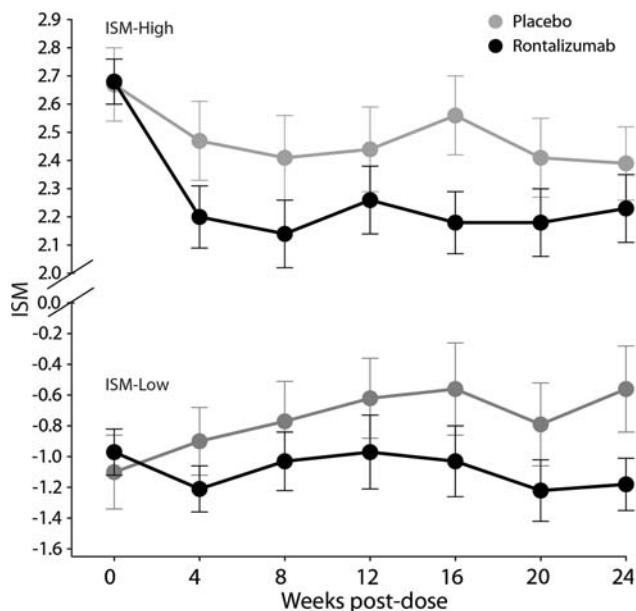 2.9
ISM-High
Placebo
Rontalizumab
2.8
2.7
2.6
2.5
2.4
2.3
2.2
2.1
2.0
ISM
0.0
-0.2
-0.4
-0.6
ISM-Low
-0.8
-1.0
-1.2
-1.4
-1.6
0 4 8 12 16 20 24
Weeks post-dose